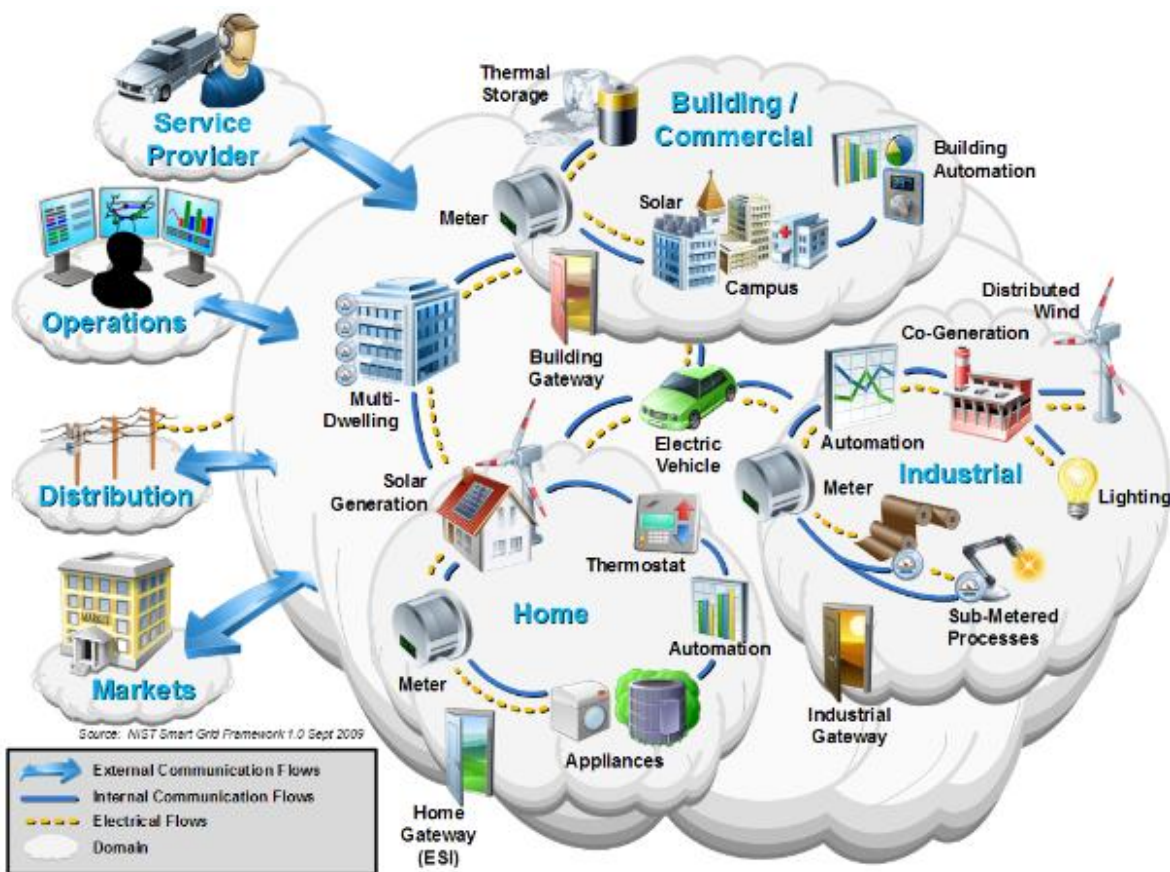 Service
Provider
Operations
Distribution
MARKET
Markets
Thermal
Storage
Building /
Commercial
Building
Automation
Meter
Solar
Campus
Building
Gateway
Multi-
Dwelling
Electric
Vehicle
Distributed
Wind
Co-Generation
Automation
Industrial
Meter
Lighting
Sub-Metered
Processes
Industrial
Gateway
Solar
Generation
Thermostat
Home
Automation
Meter
Appliances
Home
Gateway
(ESI)
Source: NIST Smart Grid Framework 1.0 Sept 2009
External Communication Flows
Internal Communication Flows
Electrical Flows
Domain